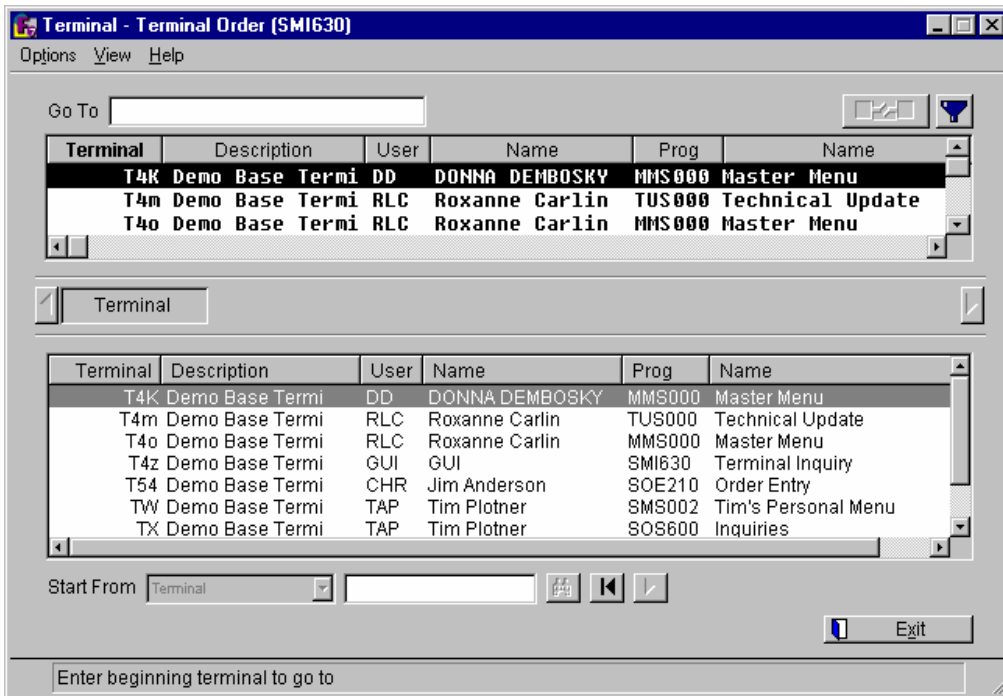 Terminal - Terminal Order (SMI630)
Options View Help
Go To
Terminal Description User Name Prog Name
T4K Demo Base Termi DD DONNA DEMBOSKY MMS000 Master Menu
T4m Demo Base Termi RLC Roxanne Carlin TUS000 Technical Update
T4o Demo Base Termi RLC Roxanne Carlin MMS000 Master Menu
Terminal
Terminal Description User Name Prog Name
T4K Demo Base Termi DD DONNA DEMBOSKY MMS000 Master Menu
T4m Demo Base Termi RLC Roxanne Carlin TUS000 Technical Update
T4o Demo Base Termi RLC Roxanne Carlin MMS000 Master Menu
T4z Demo Base Termi GUI GUI SMI630 Terminal Inquiry
T54 Demo Base Termi CHR Jim Anderson SOE210 Order Entry
TW Demo Base Termi TAP Tim Plotner SMS002 Tim's Personal Menu
TX Demo Base Termi TAP Tim Plotner SOS600 Inquiries
Start From Terminal
Exit
Enter beginning terminal to go to